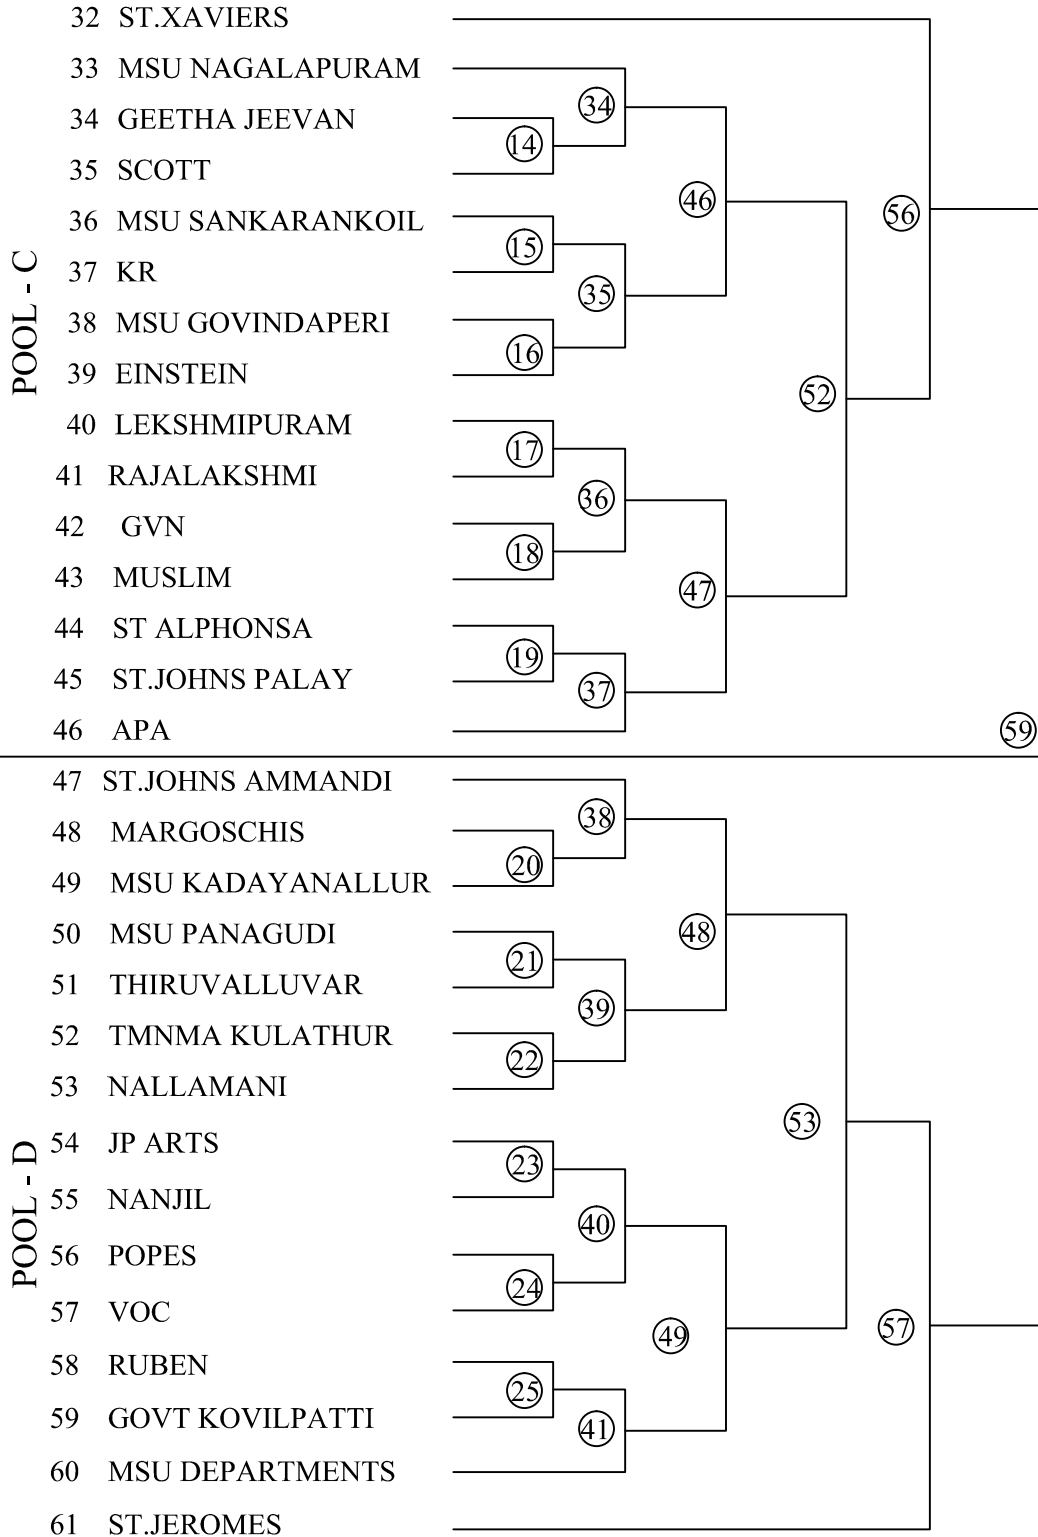 32 ST.XAVIERS
33 MSU NAGALAPURAM
34
34 GEETHA JEEVAN
14
35 SCOTT
46
56
36 MSU SANKARANKOIL
15
37 KR
35
POOL - C
38 MSU GOVINDAPERI
16
39 EINSTEIN
52
40 LEKSHMIPURAM
17
41 RAJALAKSHMI
36
42 GVN
18
43 MUSLIM
47
44 ST ALPHONSA
19
45 ST.JOHNS PALAY
37
46 APA
59
47 ST.JOHNS AMMANDI
38
48 MARGOSCHIS
20
49 MSU KADAYANALLUR
50 MSU PANAGUDI
48
21
51 THIRUVALLUVAR
39
52 TMNMA KULATHUR
22
53 NALLAMANI
53
54 JP ARTS
23
55 NANJIL
POOL - D
40
56 POPES
24
57 VOC
49
57
58 RUBEN
25
59 GOVT KOVILPATTI
41
60 MSU DEPARTMENTS
61 ST.JEROMES